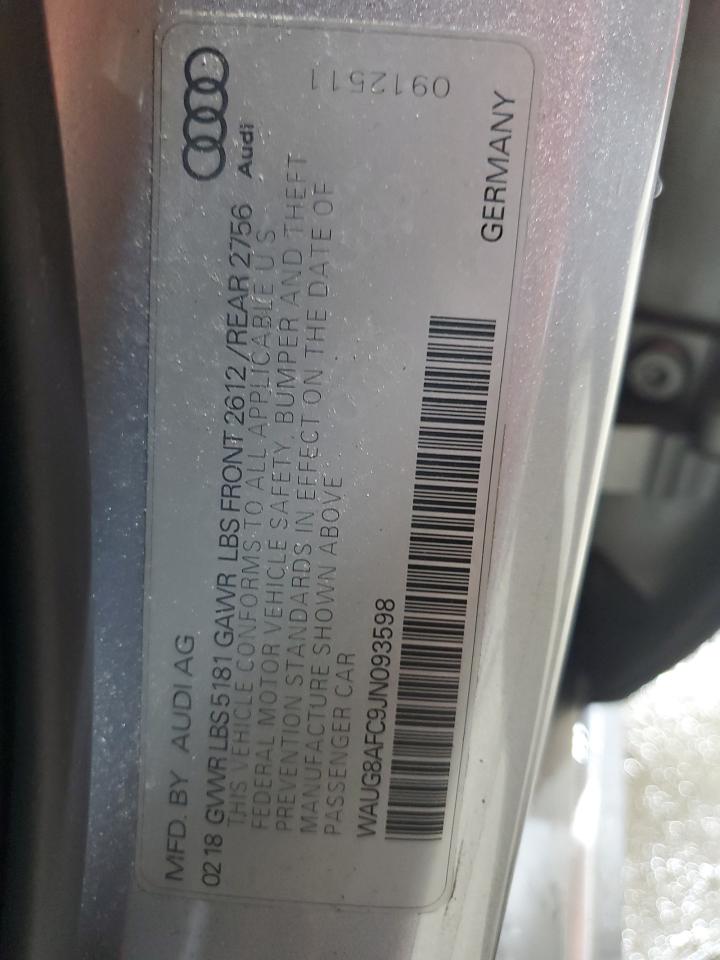 MFD. BY AUDI AG
Audi
02 18 GVWR LBS 5181 GAWR LBS FRONT 2612 / REAR 2756
THIS VEHICLE CONFORMS TO ALL APPLICABLE U S
FEDERAL MOTOR VEHICLE SAFETY, BUMPER AND THEFT
PREVENTION STANDARDS IN EFFECT ON THE DATE OF
MANUFACTURE SHOWN ABOVE
PASSENGER CAR
WAUG8AFC9JN093598
GERMANY
0912511